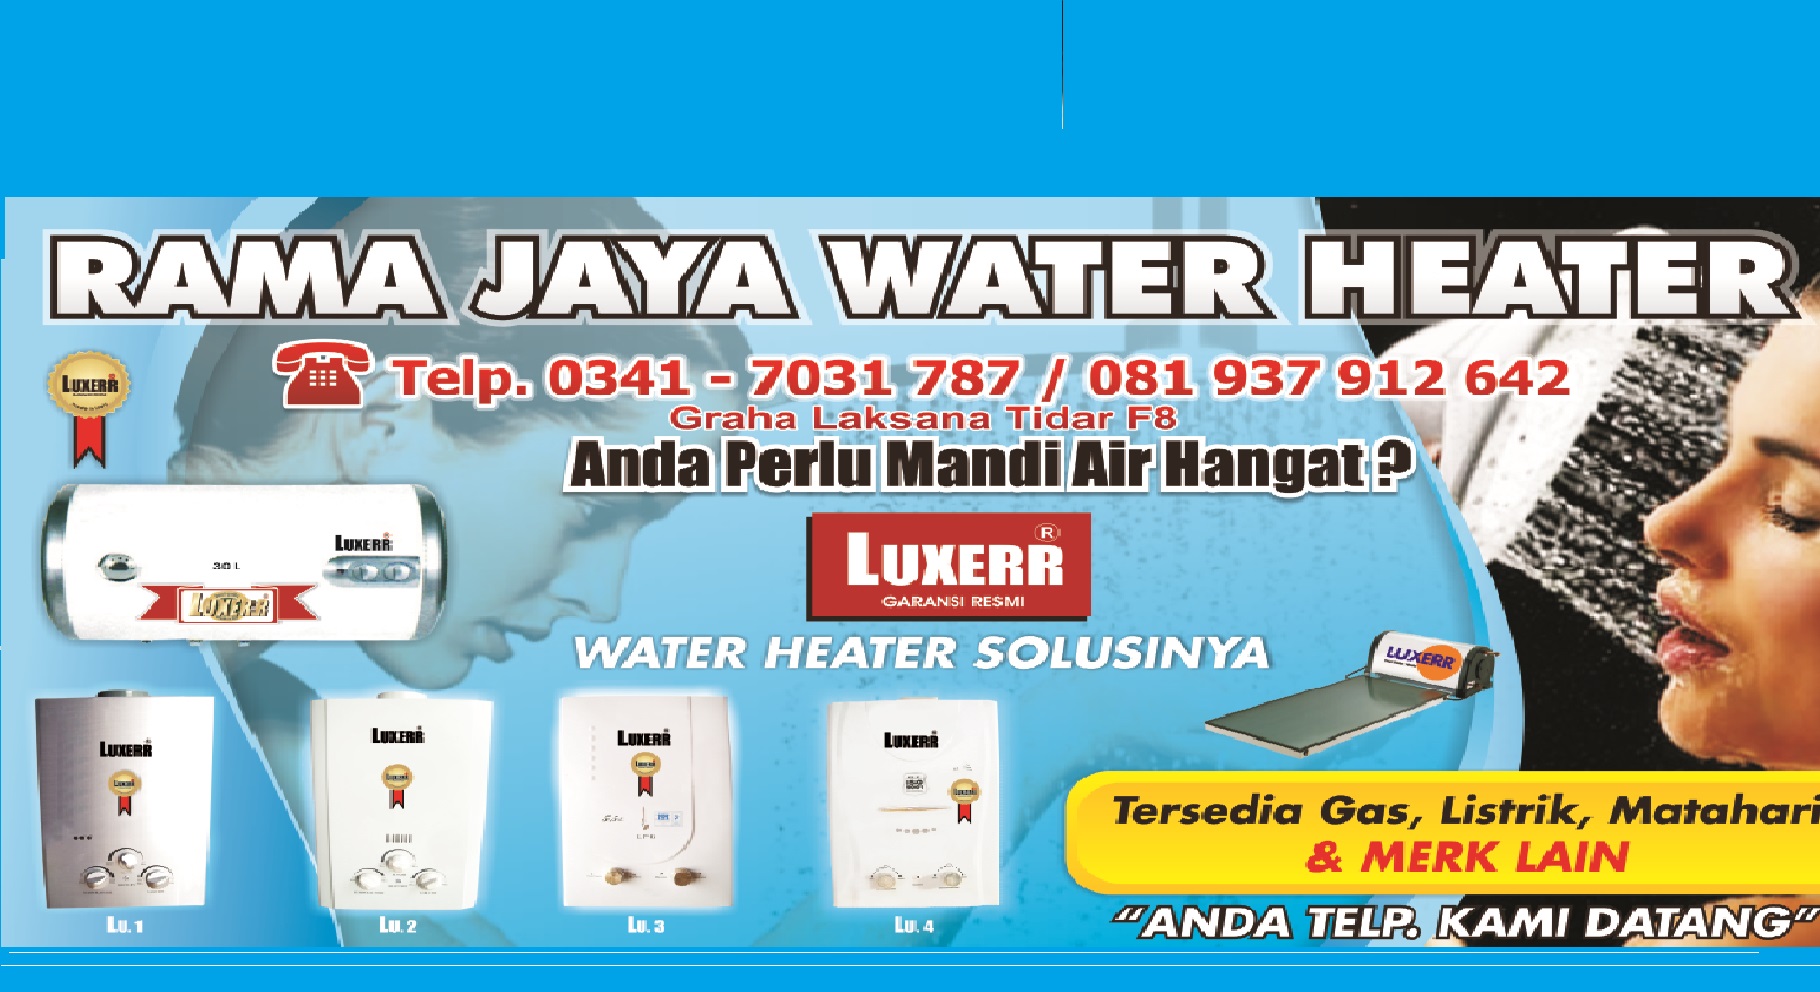 RAMA JAYA WATER HEATER
Telp. 0341 - 7031 787 / 081 937 912 642
Graha Laksana Tidar F8
Anda Perlu Mandi Air Hangat ?
LUXERR
LUXERR
30 L
LUXERR
LUXERR ®
GARANSI RESMI
WATER HEATER SOLUSINYA
LUXERR
LUXERR
LUXERR
LUXERR
LUXERR
Lu. 1
Lu. 2
Lu. 3
Lu. 4
Tersedia Gas, Listrik, Matahari
& MERK LAIN
"ANDA TELP. KAMI DATANG"